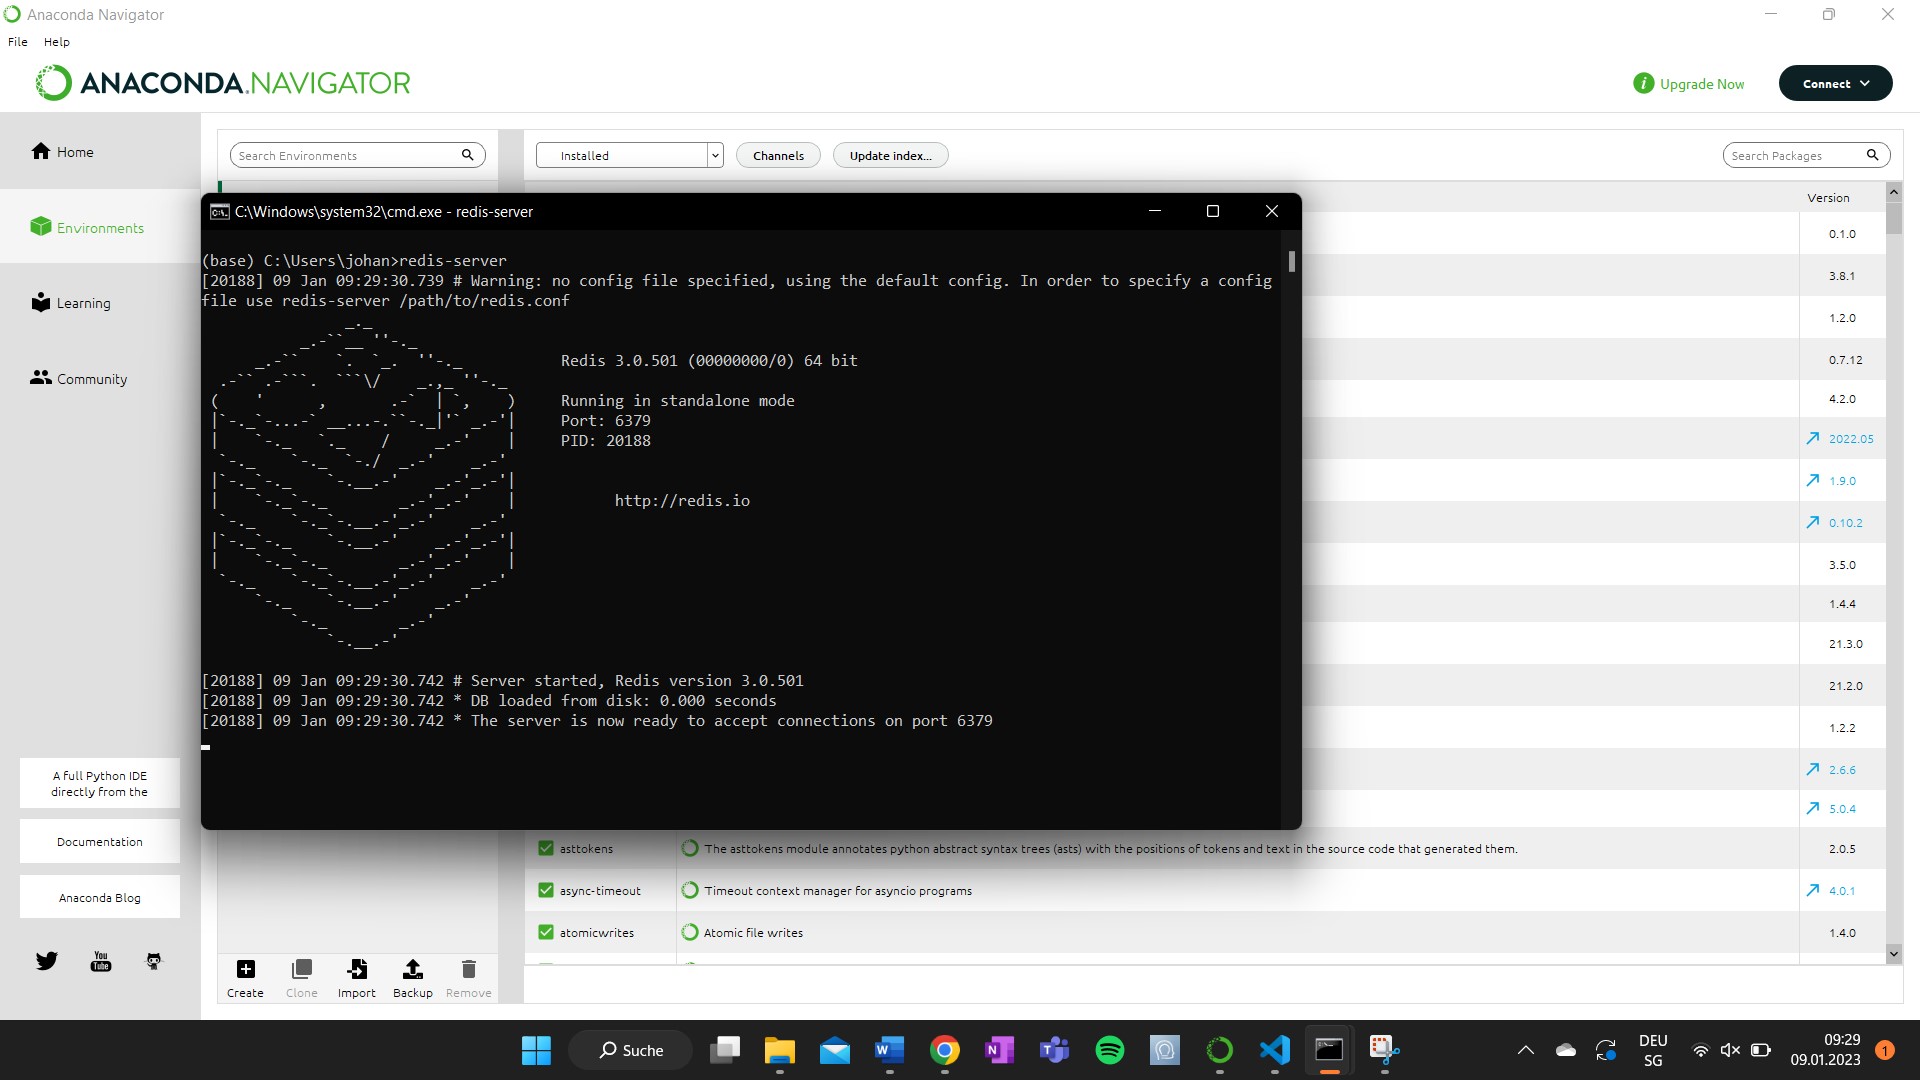 Anaconda Navigator
File Help
ANACONDA.NAVIGATOR
i Upgrade Now
Connect
Home
Environments
Learning
Community
A full Python IDE
directly from the
Documentation
Anaconda Blog
You
Tube
Search Environments
Installed
Channels
Update index...
Search Packages
C:\Windows\system32\cmd.exe - redis-server
(base) C:\Users\johan>redis-server
[20188] 09 Jan 09:29:30.739 # Warning: no config file specified, using the default config. In order to specify a config
file use redis-server /path/to/redis.conf
Redis 3.0.501 (00000000/0) 64 bit
Running in standalone mode
Port: 6379
PID: 20188
http://redis.io
[20188] 09 Jan 09:29:30.742 # Server started, Redis version 3.0.501
[20188] 09 Jan 09:29:30.742 * DB loaded from disk: 0.000 seconds
[20188] 09 Jan 09:29:30.742 * The server is now ready to accept connections on port 6379
Version
0.1.0
3.8.1
1.2.0
0.7.12
4.2.0
2022.05
1.9.0
0.10.2
3.5.0
1.4.4
21.3.0
21.2.0
1.2.2
2.6.6
5.0.4
asttokens The asttokens module annotates python abstract syntax trees (asts) with the positions of tokens and text in the source code that generated them. 2.0.5
async-timeout Timeout context manager for asyncio programs 4.0.1
atomicwrites Atomic file writes 1.4.0
Create Clone Import Backup Remove
Suche
DEU
SG
09:29
09.01.2023
1